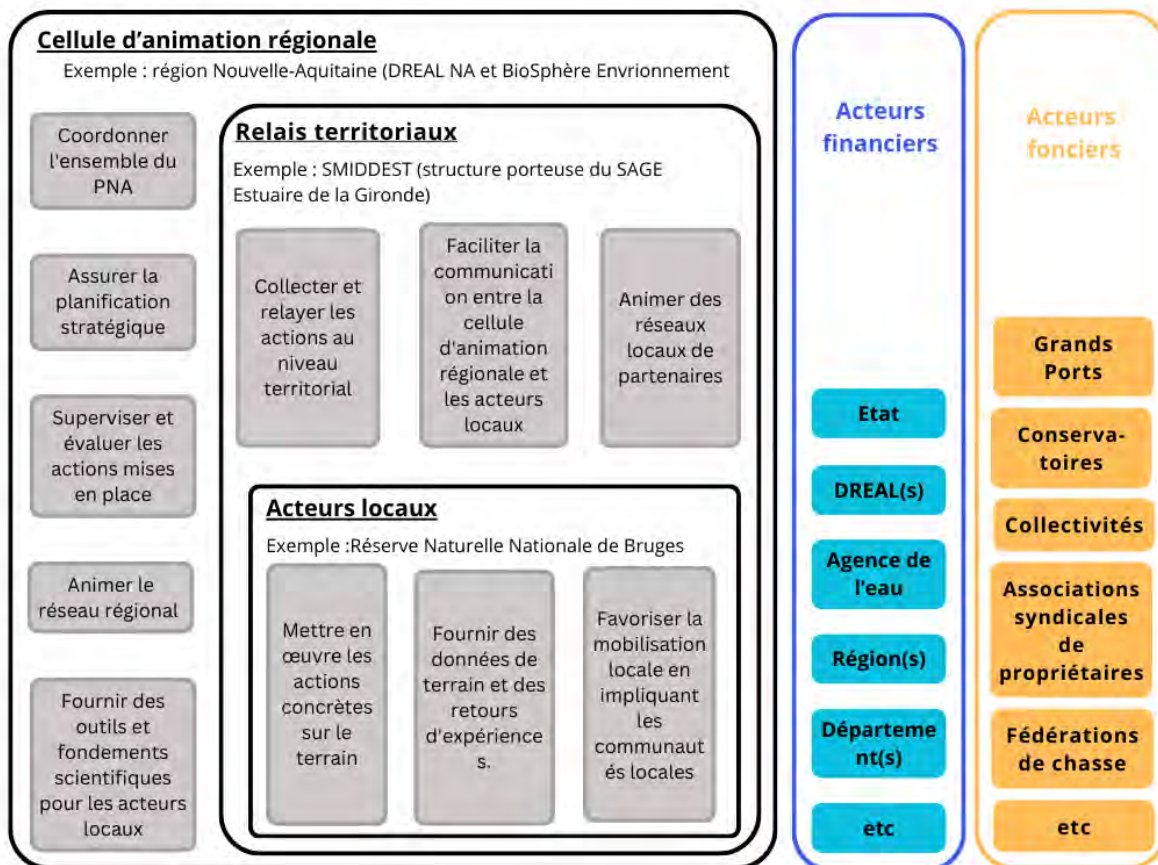 Cellule d'animation régionale
Exemple : région Nouvelle-Aquitaine (DREAL NA et BioSphère Envrionnement
Coordonner
l'ensemble du
PNA
Assurer la
planification
stratégique
Superviser et
évaluer les
actions mises
en place
Animer le
réseau régional
Fournir des
outils et
fondements
scientifiques
pour les acteurs
locaux
Relais territoriaux
Exemple : SMIDDEST (structure porteuse du SAGE
Estuaire de la Gironde)
Collecter et
relayer les
actions au
niveau
territorial
Faciliter la
communicati
on entre la
cellule
d'animation
régionale et
les acteurs
locaux
Animer des
réseaux
locaux de
partenaires
Acteurs locaux
Exemple :Réserve Naturelle Nationale de Bruges
Mettre en
œuvre les
actions
concrètes
sur le
terrain
Fournir des
données de
terrain et des
retours
d'expérience
s.
Favoriser la
mobilisation
locale en
impliquant
les
communaut
és locales
Acteurs
financiers
Etat
DREAL(s)
Agence de
l'eau
Région(s)
Départeme
nt(s)
etc
Acteurs
fonciers
Grands
Ports
Conserva-
toires
Collectivités
Associations
syndicales
de
propriétaires
Fédérations
de chasse
etc